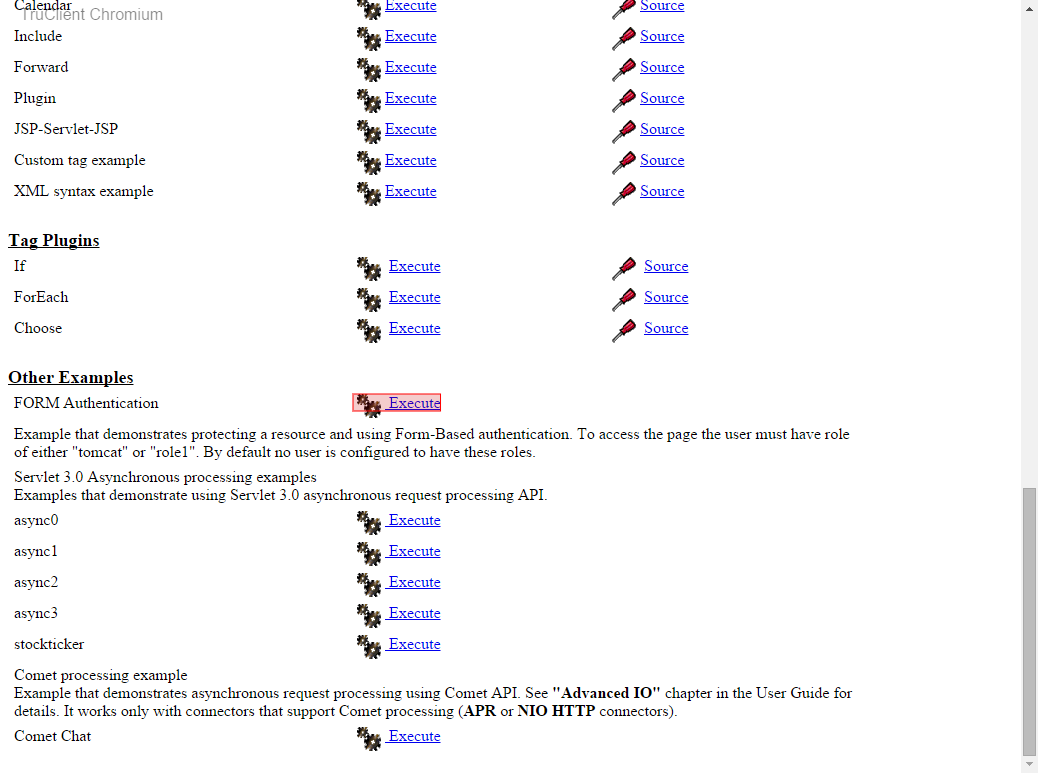 Calendar Execute Source
TruClient Chromium
Include Execute Source
Forward Execute Source
Plugin Execute Source
JSP-Servlet-JSP Execute Source
Custom tag example Execute Source
XML syntax example Execute Source
Tag Plugins
If Execute Source
ForEach Execute Source
Choose Execute Source
Other Examples
FORM Authentication Execute
Example that demonstrates protecting a resource and using Form-Based authentication. To access the page the user must have role
of either "tomcat" or "role1". By default no user is configured to have these roles.
Servlet 3.0 Asynchronous processing examples
Examples that demonstrate using Servlet 3.0 asynchronous request processing API.
async0 Execute
async1 Execute
async2 Execute
async3 Execute
stockticker Execute
Comet processing example
Example that demonstrates asynchronous request processing using Comet API. See "Advanced IO" chapter in the User Guide for
details. It works only with connectors that support Comet processing (APR or NIO HTTP connectors).
Comet Chat Execute